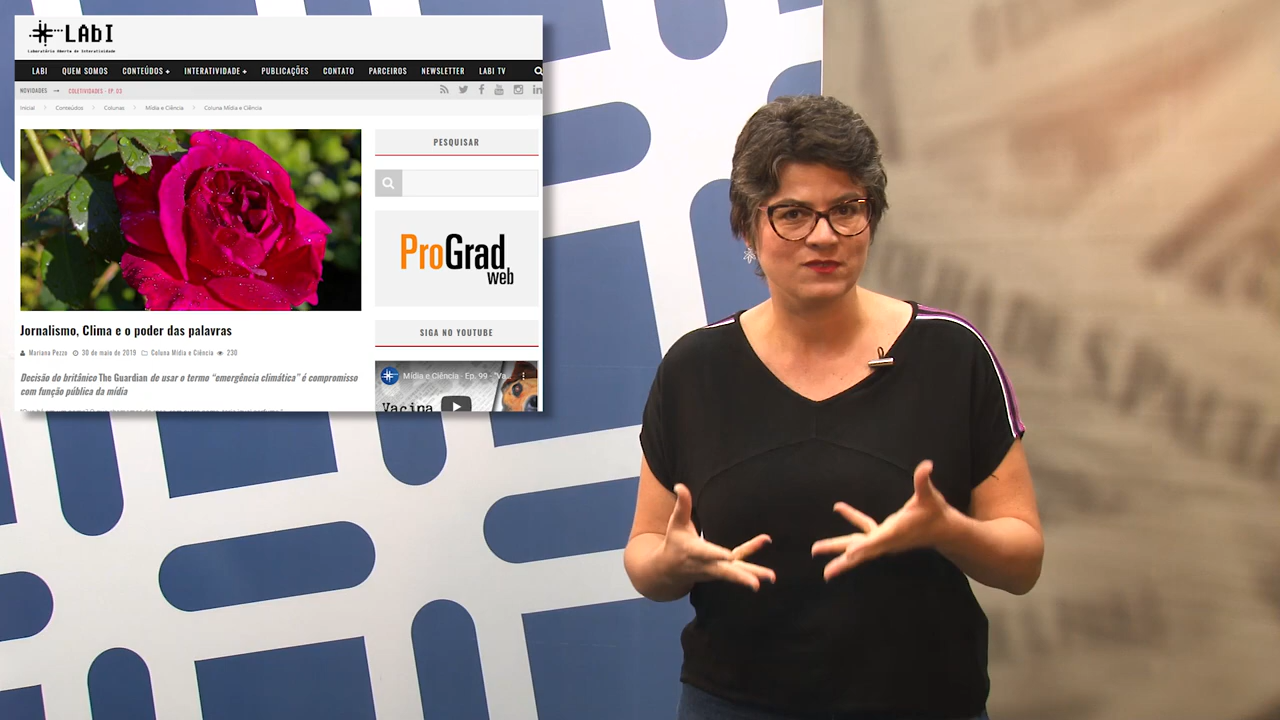 LAbI
Laboratório Aberto de Interatividade
LABI QUEM SOMOS CONTEÚDOS + INTERATIVIDADE + PUBLICAÇÕES CONTATO PARCEIROS NEWSLETTER LABI TV
NOVIDADES → COLETIVIDADES - EP. 03
Inicial > Conteúdos > Colunas > Mídia e Ciência > Coluna Mídia e Ciência
PESQUISAR
ProGrad
web
SIGA NO YOUTUBE
Jornalismo, Clima e o poder das palavras
Mariana Pezzo 30 de maio de 2019 Coluna Mídia e Ciência 230
Decisão do britânico The Guardian de usar o termo “emergência climática” é compromisso
com função pública da mídia
Mídia e Ciência - Ep. 99 - "Va...
Vacina